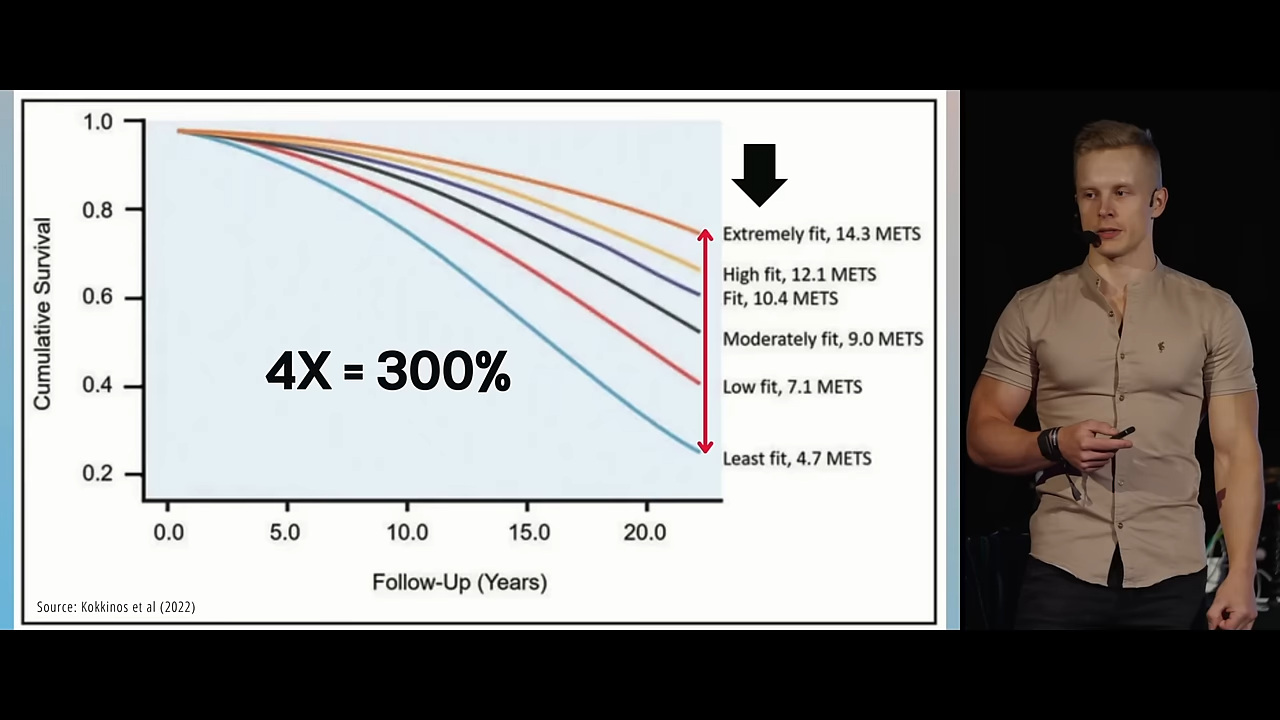 1.0
0.8
0.6
0.4
0.2
Cumulative Survival
0.0 5.0 10.0 15.0 20.0
Follow-Up (Years)
4X = 300%
Extremely fit, 14.3 METS
High fit, 12.1 METS
Fit, 10.4 METS
Moderately fit, 9.0 METS
Low fit, 7.1 METS
Least fit, 4.7 METS
Source: Kokkinos et al (2022)